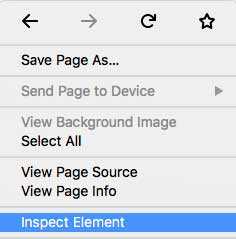 Save Page As...
Send Page to Device
View Background Image
Select All
View Page Source
View Page Info
Inspect Element